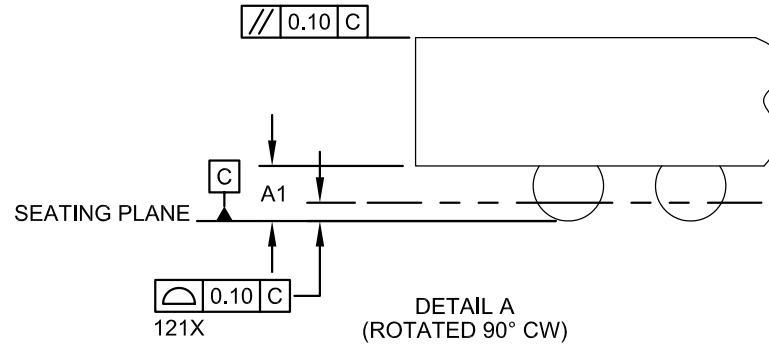 // 0.10 C
C
A1
SEATING PLANE
⌓ 0.10 C
121X
DETAIL A
(ROTATED 90° CW)